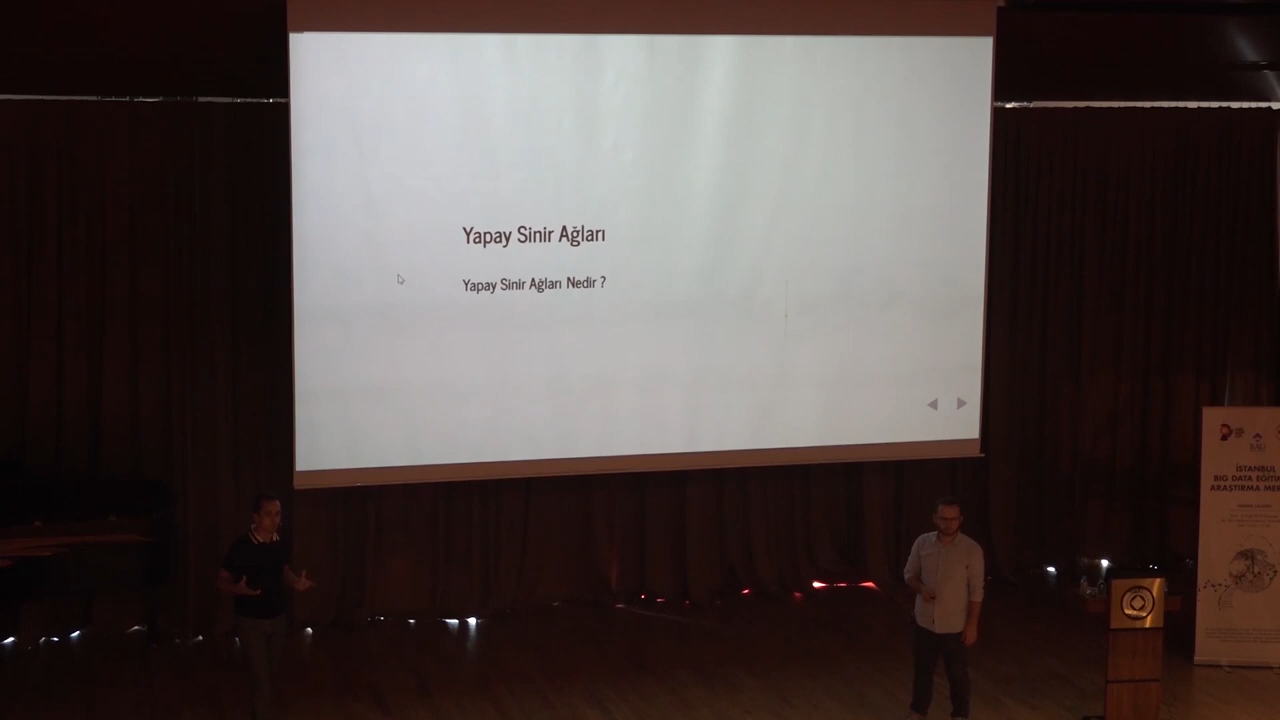 Yapay Sinir Ağları
Yapay Sinir Ağları Nedir ?
İSTANBUL
BIG DATA EĞİTİ
ARAŞTIRMA MER